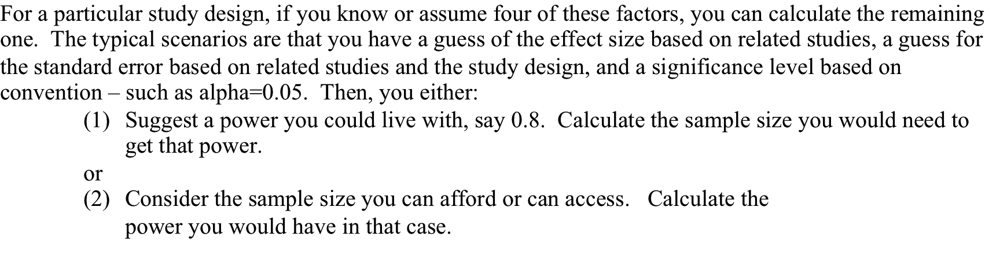 For a particular study design, if you know or assume four of these factors, you can calculate the remaining
one.  The typical scenarios are that you have a guess of the effect size based on related studies, a guess for
the standard error based on related studies and the study design, and a significance level based on
convention – such as alpha=0.05.  Then, you either:
(1) Suggest a power you could live with, say 0.8.  Calculate the sample size you would need to
get that power.
or
(2) Consider the sample size you can afford or can access.   Calculate the
power you would have in that case.